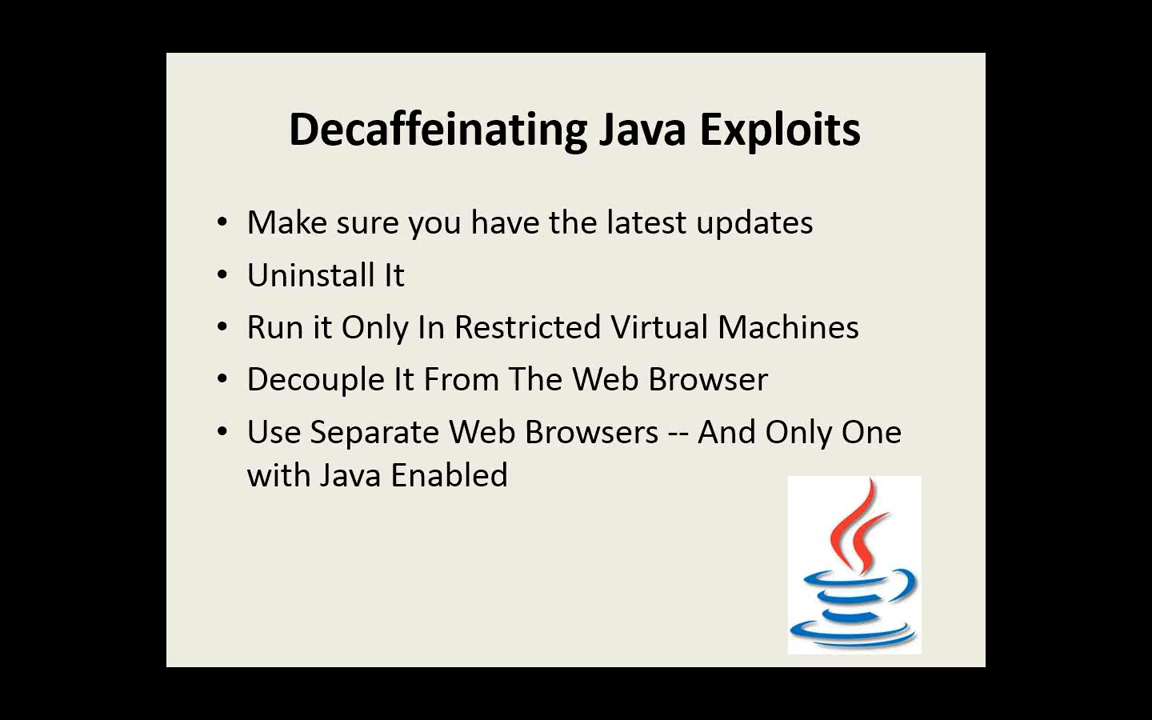 Decaffeinating Java Exploits
• Make sure you have the latest updates
• Uninstall It
• Run it Only In Restricted Virtual Machines
• Decouple It From The Web Browser
• Use Separate Web Browsers -- And Only One
with Java Enabled